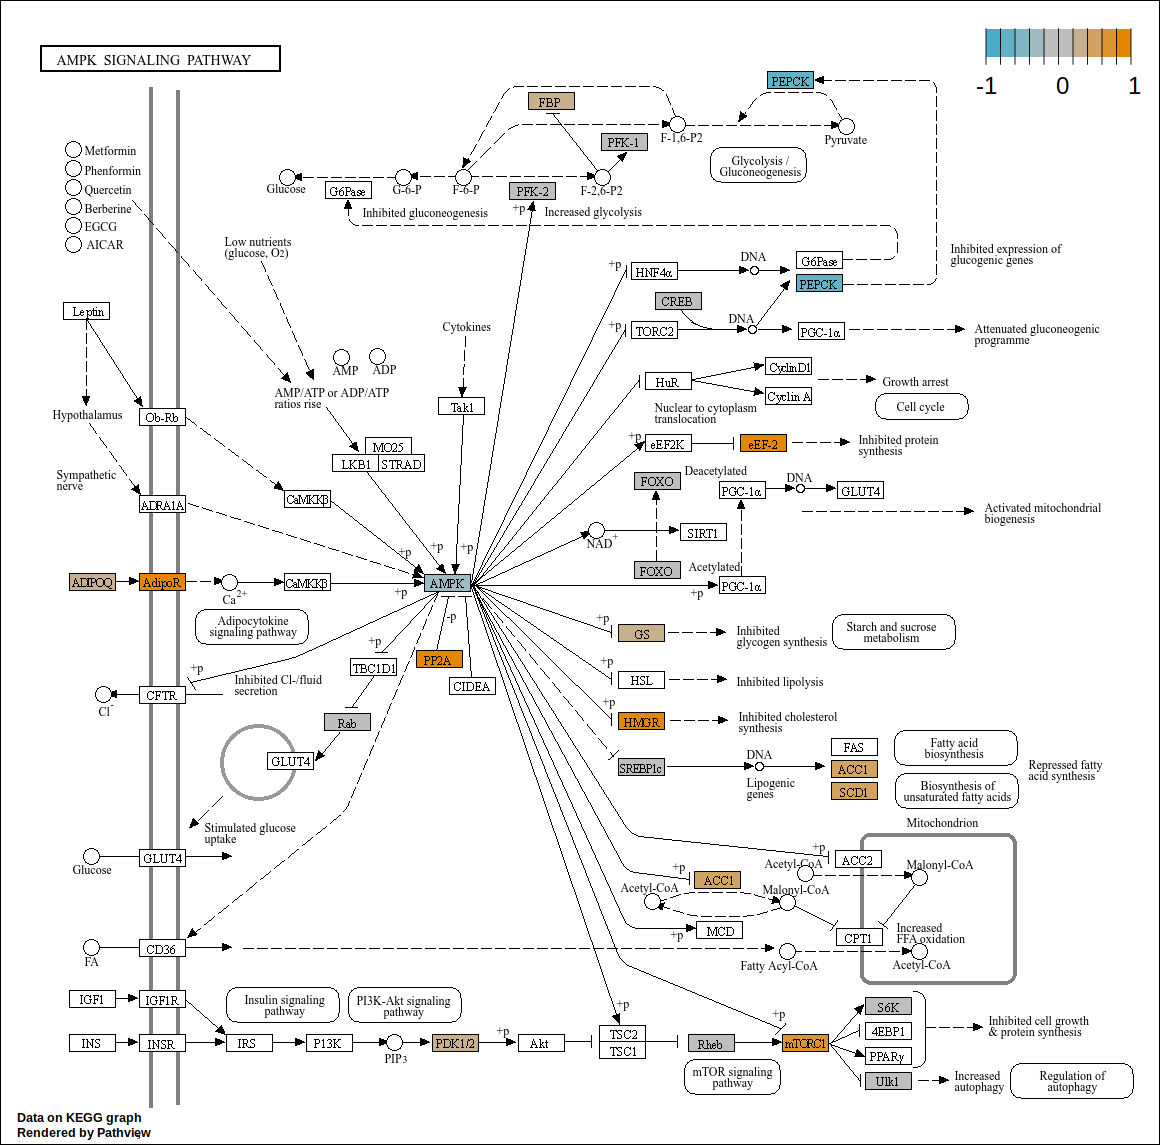 AMPK SIGNALING PATHWAY
-1 0 1
PEPCK
FBP
F-1,6-P2
Pyruvate
PFK-1
Glycolysis /
Gluconeogenesis
Metformin
Phenformin
Quercetin
Berberine
EGCG
AICAR
Glucose
G6Pase
G-6-P
F-6-P
PFK-2
F-2,6-P2
+p
Inhibited gluconeogenesis
Increased glycolysis
Low nutrients
(glucose, O2)
+p
HNF4α
DNA
G6Pase
PEPCK
Inhibited expression of
glucogenic genes
CREB
+p
TORC2
DNA
PGC-1α
Attenuated gluconeogenic
programme
Leptin
Cytokines
AMP
ADP
AMP/ATP or ADP/ATP
ratios rise
HuR
CyclinD1
Cyclin A
Growth arrest
Cell cycle
Nuclear to cytoplasm
translocation
Hypothalamus
Ob-Rb
Tak1
MO25
LKB1
STRAD
+p
eEF2K
eEF-2
Inhibited protein
synthesis
Sympathetic
nerve
ADRA1A
CaMKKβ
FOXO
Deacetylated
PGC-1α
DNA
GLUT4
Activated mitochondrial
biogenesis
NAD+
SIRT1
+p
+p
+p
FOXO
Acetylated
PGC-1α
+p
ADIPOQ
AdipoR
Ca2+
CaMKKβ
+p
AMPK
Adipocytokine
signaling pathway
-p
+p
GS
Inhibited
glycogen synthesis
Starch and sucrose
metabolism
+p
TBC1D1
PP2A
CIDEA
+p
HSL
Inhibited lipolysis
+p
CFTR
Cl-
Inhibited Cl-/fluid
secretion
+p
HMGR
Inhibited cholesterol
synthesis
Rab
GLUT4
SREBP1c
DNA
Lipogenic
genes
FAS
ACC1
SCD1
Fatty acid
biosynthesis
Biosynthesis of
unsaturated fatty acids
Repressed fatty
acid synthesis
Stimulated glucose
uptake
Mitochondrion
Glucose
GLUT4
+p
ACC2
Acetyl-CoA
Malonyl-CoA
+p
ACC1
Acetyl-CoA
Malonyl-CoA
MCD
+p
CPT1
Increased
FFA oxidation
FA
CD36
Fatty Acyl-CoA
Acetyl-CoA
IGF1
IGF1R
Insulin signaling
pathway
PI3K-Akt signaling
pathway
+p
+p
INS
INSR
IRS
P13K
PIP3
PDK1/2
+p
Akt
TSC2
TSC1
Rheb
mTORC1
S6K
4EBP1
PPARγ
Ulk1
Inhibited cell growth
& protein synthesis
mTOR signaling
pathway
Increased
autophagy
Regulation of
autophagy
Data on KEGG graph
Rendered by Pathview